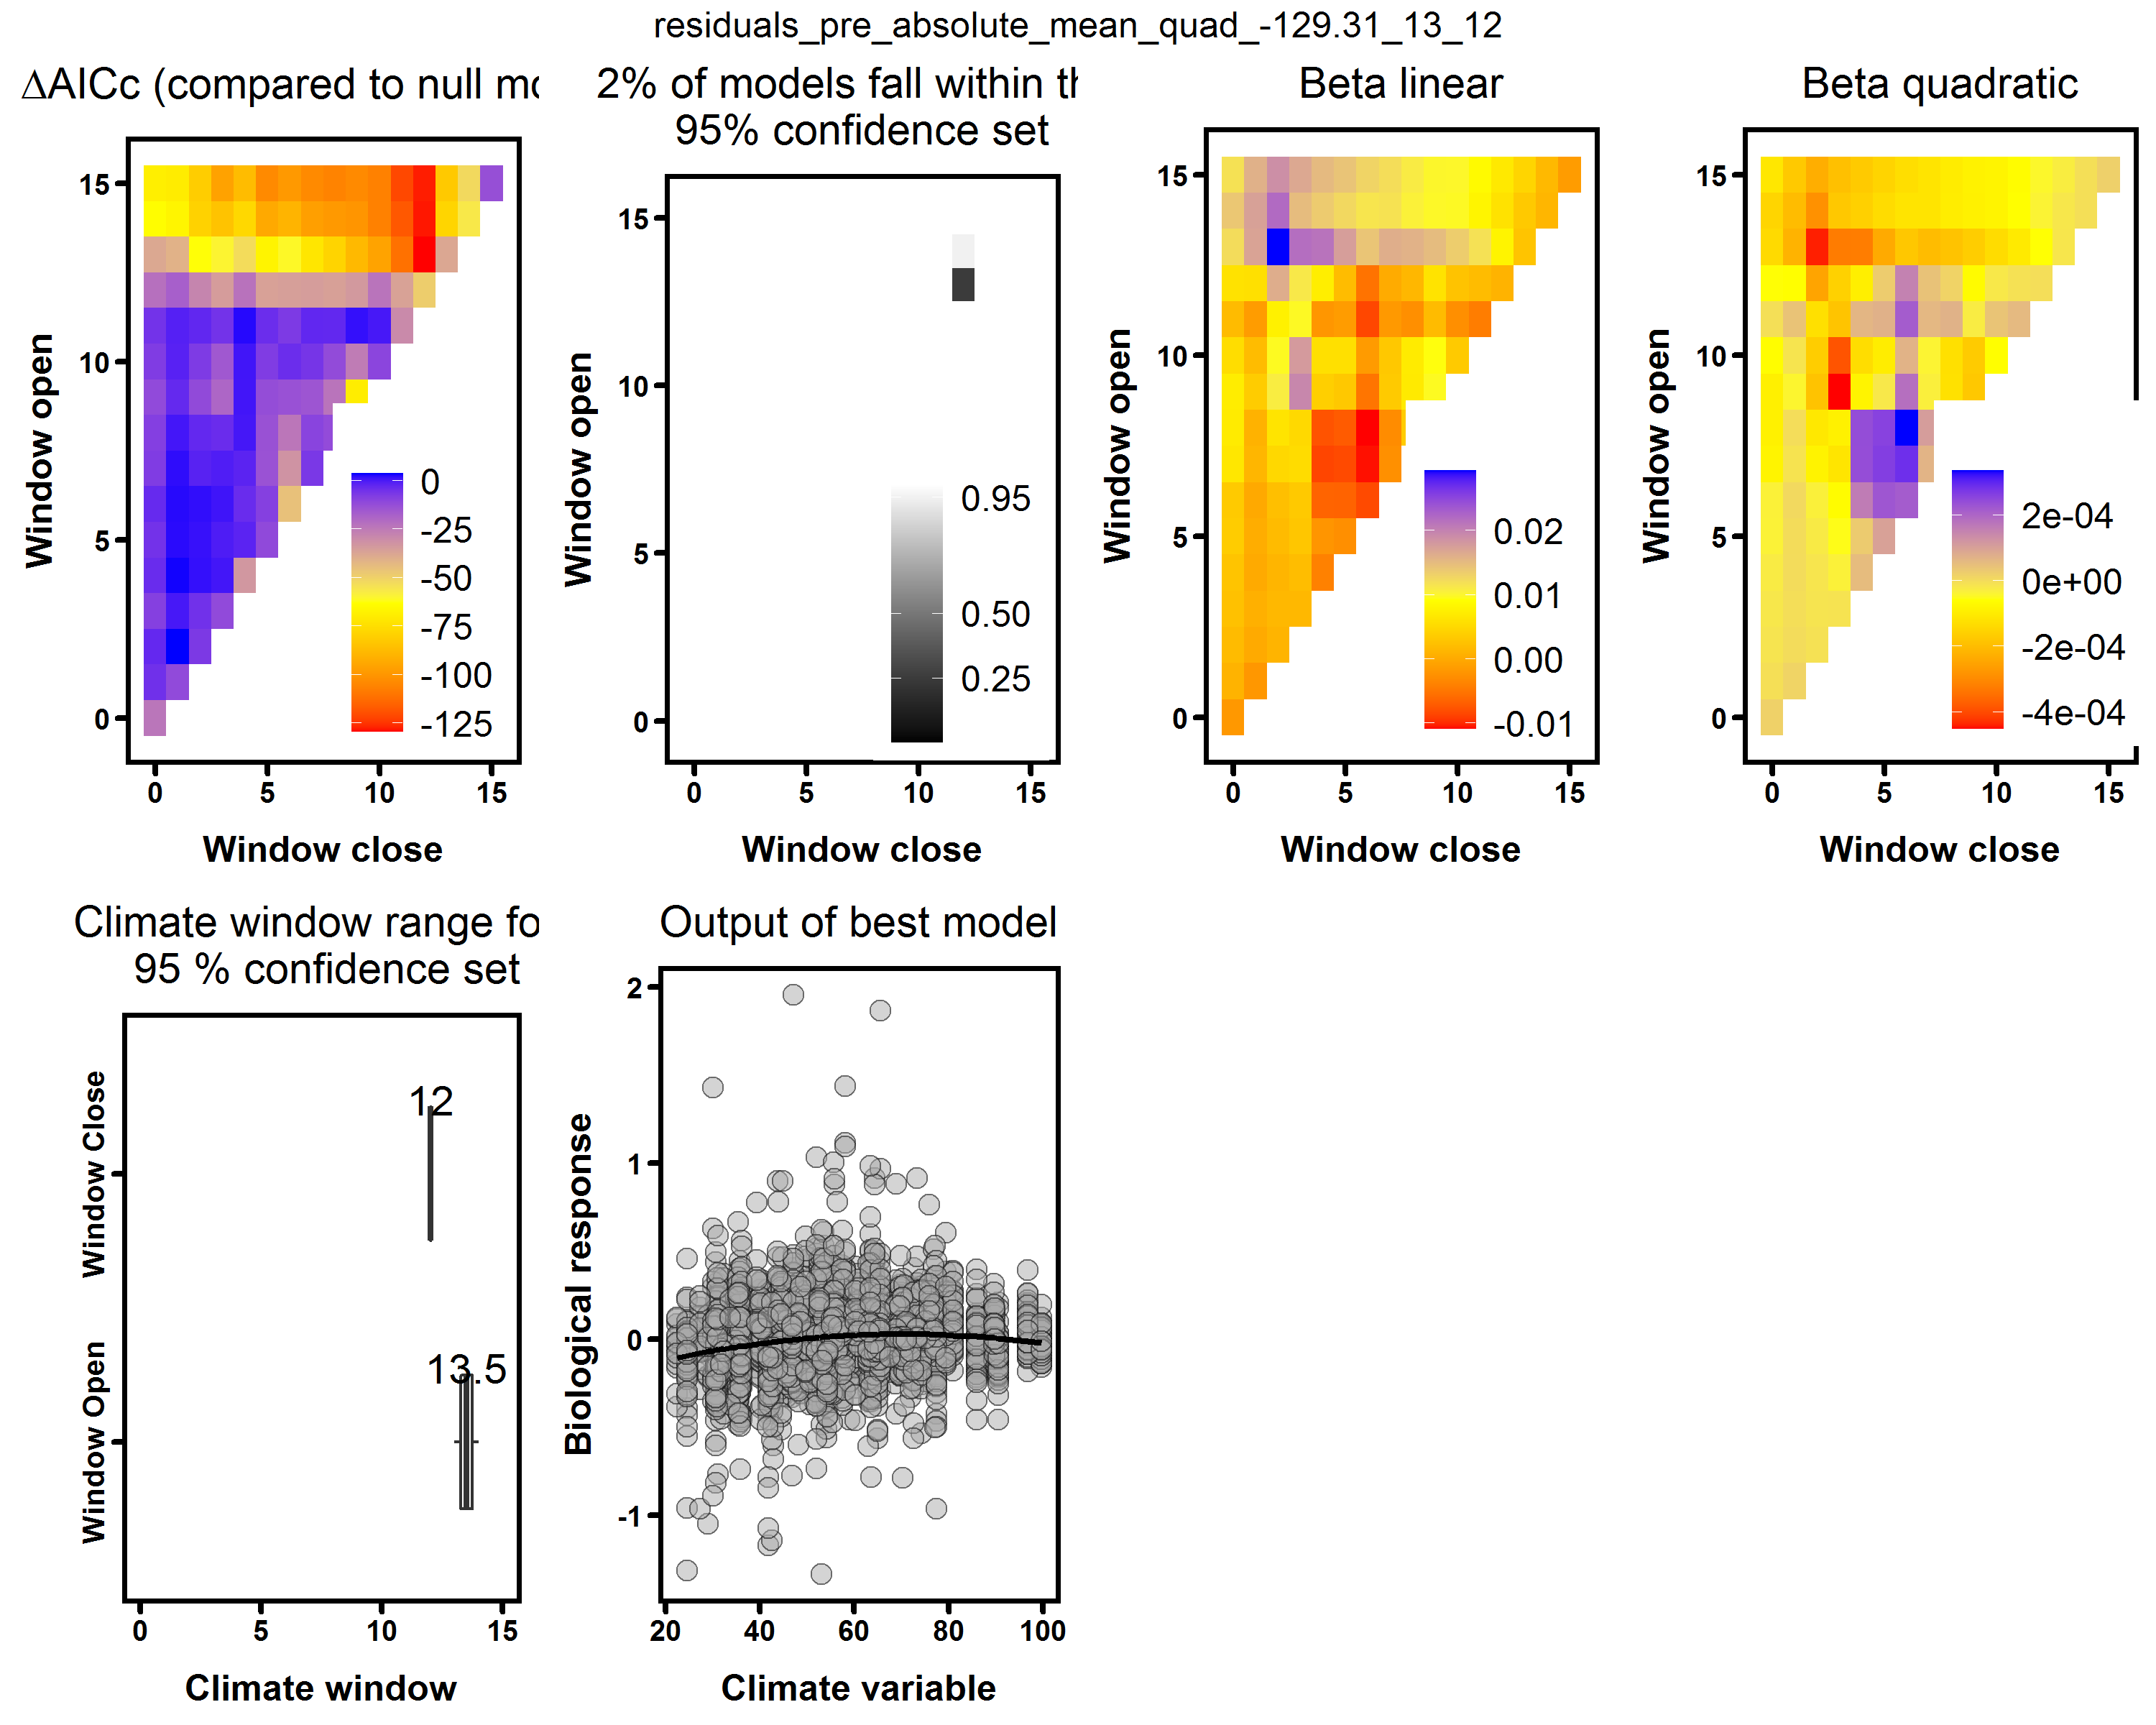 residuals_pre_absolute_mean_quad_-129.31_13_12
ΔAICc (compared to null mo
15
10
5
0
0
5
10
15
Window open
Window close
0
-25
-50
-75
-100
-125
2% of models fall within th
95% confidence set
15
10
5
0
0
5
10
15
Window open
Window close
0.95
0.50
0.25
Beta linear
15
10
5
0
0
5
10
15
Window open
Window close
0.02
0.01
0.00
-0.01
Beta quadratic
15
10
5
0
0
5
10
15
Window open
Window close
2e-04
0e+00
-2e-04
-4e-04
Climate window range fo
95 % confidence set
Window Close
Window Open
12
13.5
0
5
10
15
Climate window
Output of best model
2
1
0
-1
20
40
60
80
100
Biological response
Climate variable